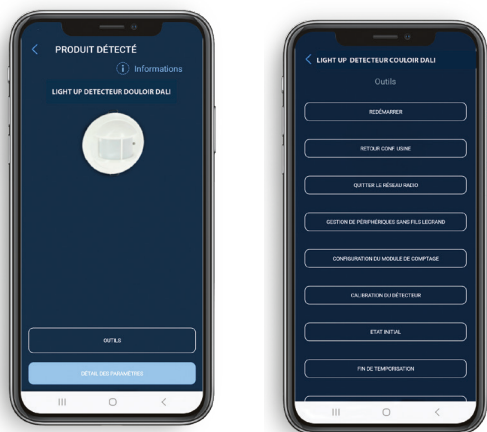 PRODUIT DÉTECTÉ
Informations
LIGHT UP DETECTEUR DOULOIR DALI
OUTILS
DÉTAIL DES PARAMÈTRES
LIGHT UP DETECTEUR COULOIR DALI
Outils
REDÉMARRER
RETOUR CONF. USINE
QUITTER LE RÉSEAU RADIO
GESTION DE PÉRIPHÉRIQUES SANS FILS LEGRAND
CONFIGURATION DU MODULE DE COMPTAGE
CALIBRATION DU DÉTECTEUR
ETAT INITIAL
FIN DE TEMPORISATION